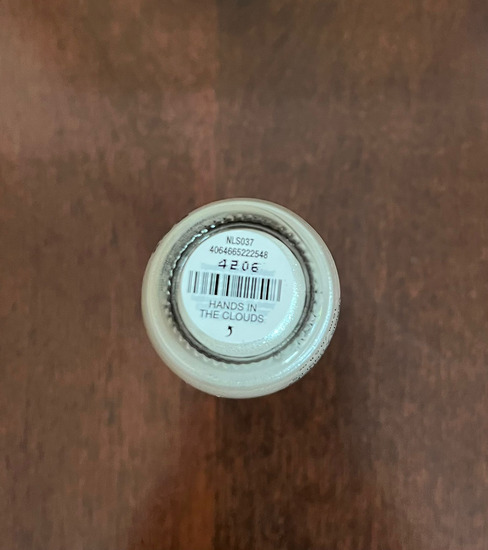 NLS037
4064665222548
4206
HANDS IN
THE CLOUDS